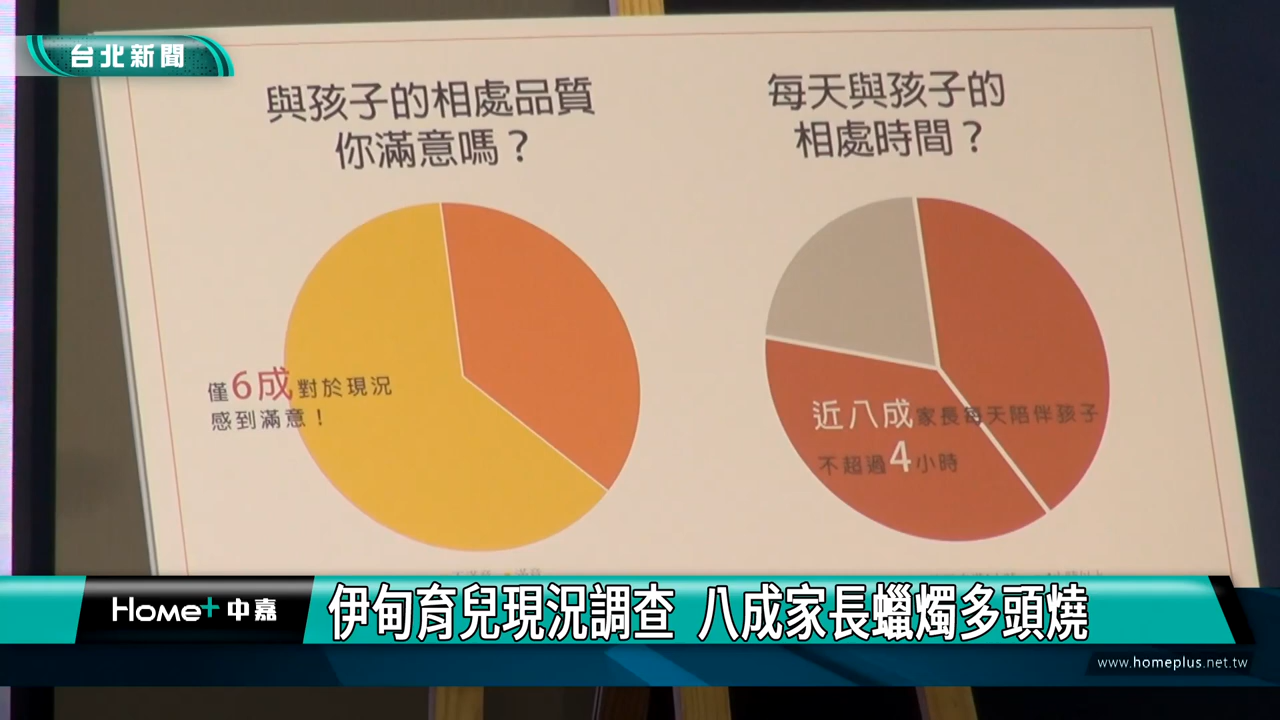 台北新聞
與孩子的相處品質
你滿意嗎？
每天與孩子的
相處時間？
僅6成對於現況
感到滿意！
近八成家長每天陪伴孩子
不超過4小時
Home+中嘉
伊甸育兒現況調查 八成家長蠟燭多頭燒
www.homeplus.net.tw